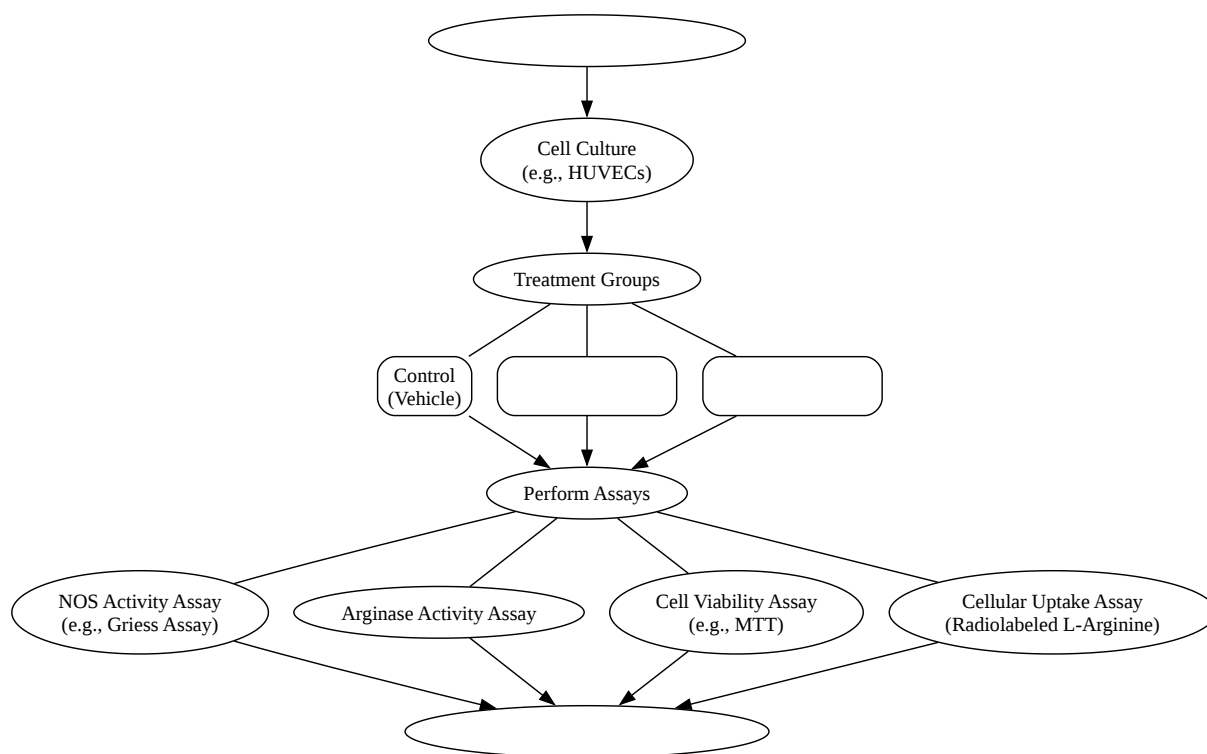 Cell Culture
(e.g., HUVECs)
Treatment Groups
Control
(Vehicle)
Perform Assays
NOS Activity Assay
(e.g., Griess Assay)
Arginase Activity Assay
Cell Viability Assay
(e.g., MTT)
Cellular Uptake Assay
(Radiolabeled L-Arginine)